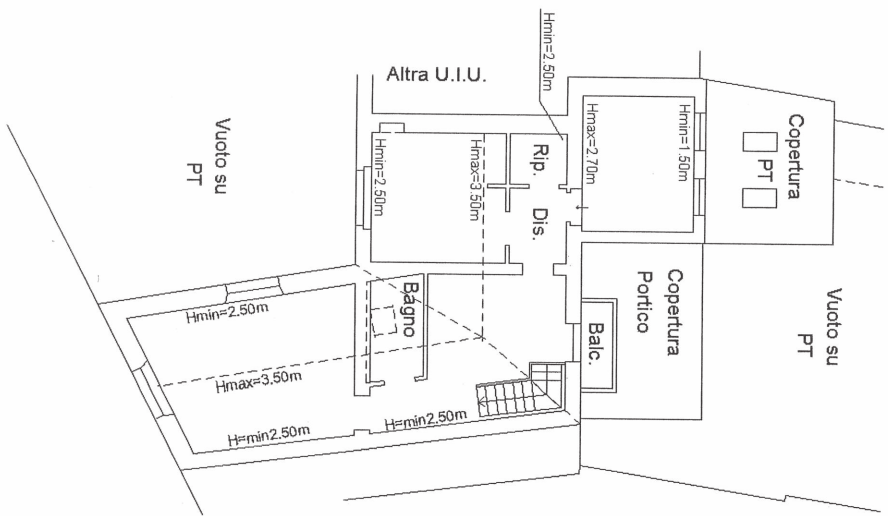 Altra U.I.U.
Hmin=2.50m
Vuoto su
PT
Hmin=2.50m
Hmax=3.50m
Rip.
Dis.
Hmax=2.70m
Hmin=1.50m
Copertura
PT
Copertura
Portico
Balc.
Vuoto su
PT
Bagno
Hmin=2.50m
Hmax=3.50m
H=min2.50m
H=min2.50m